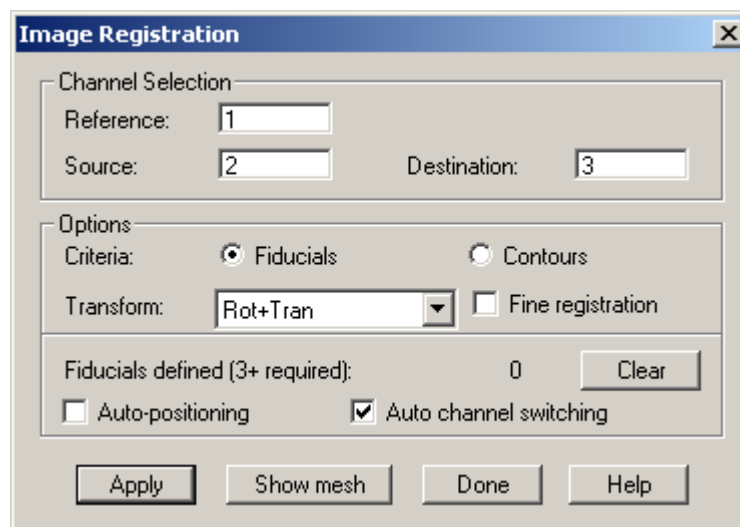 Image Registration
Channel Selection
Reference: 1
Source: 2 Destination: 3
Options
Criteria: Fiducials Contours
Transform: Rot+Tran Fine registration
Fiducials defined (3+ required): 0 Clear
Auto-positioning Auto channel switching
Apply Show mesh Done Help